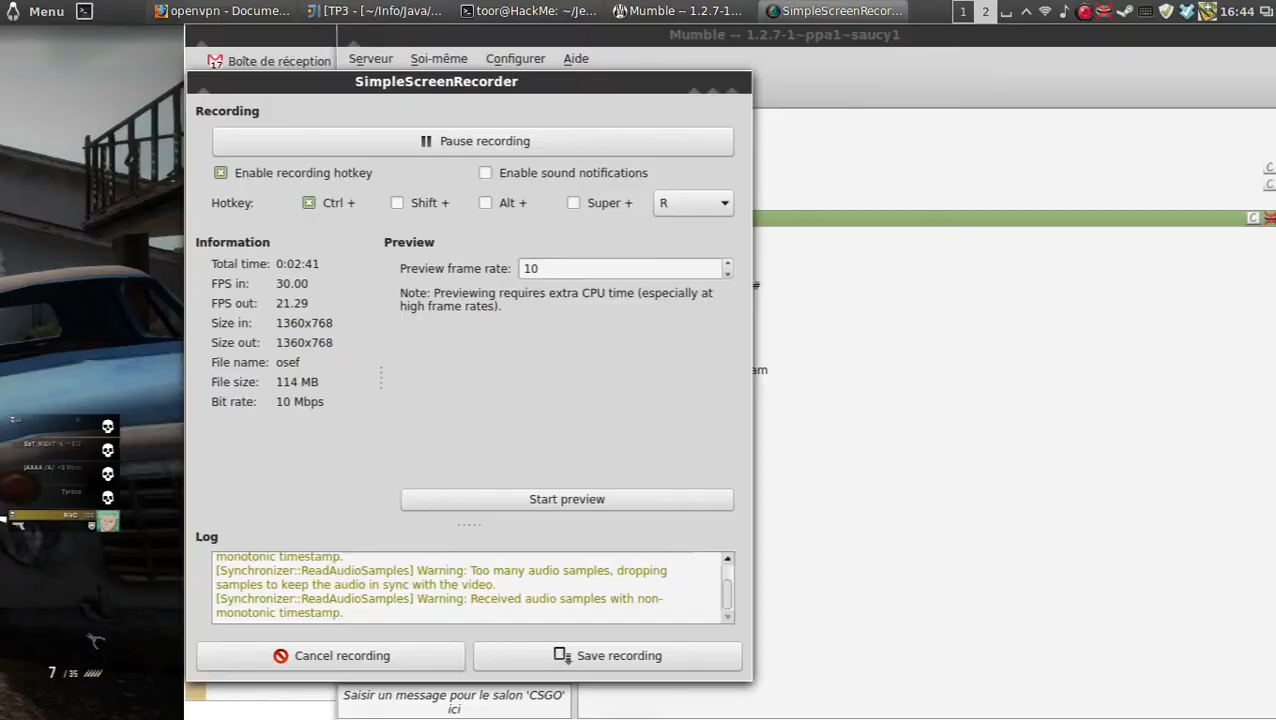 Menu
openvpn - Docume...
[TP3 - [~/Info/Java/...
toor@HackMe: ~/Je...
Mumble -- 1.2.7-1...
SimpleScreenRecor...
1
2
16:44
Mumble -- 1.2.7-1~ppa1~saucy1
17
Boîte de réception
Serveur
Soi-même
Configurer
Aide
SimpleScreenRecorder
Recording
Pause recording
Enable recording hotkey
Enable sound notifications
Hotkey:
Ctrl +
Shift +
Alt +
Super +
R
Information
Preview
Total time: 0:02:41
FPS in: 30.00
FPS out: 21.29
Size in: 1360x768
Size out: 1360x768
File name: osef
File size: 114 MB
Bit rate: 10 Mbps
Preview frame rate: 10
Note: Previewing requires extra CPU time (especially at
high frame rates).
#
am
Start preview
Log
monotonic timestamp.
[Synchronizer::ReadAudioSamples] Warning: Too many audio samples, dropping
samples to keep the audio in sync with the video.
[Synchronizer::ReadAudioSamples] Warning: Received audio samples with non-
monotonic timestamp.
Cancel recording
Save recording
Saisir un message pour le salon 'CSGO'
ici
7 / 35